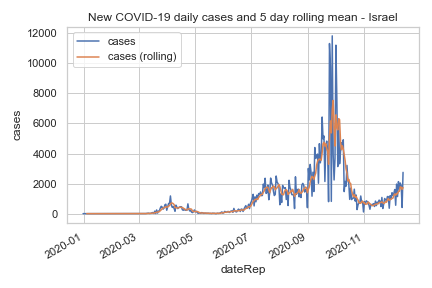 New COVID-19 daily cases and 5 day rolling mean - Israel
cases
cases (rolling)
12000
10000
8000
6000
4000
2000
0
cases
2020-01
2020-03
2020-05
2020-07
2020-09
2020-11
dateRep